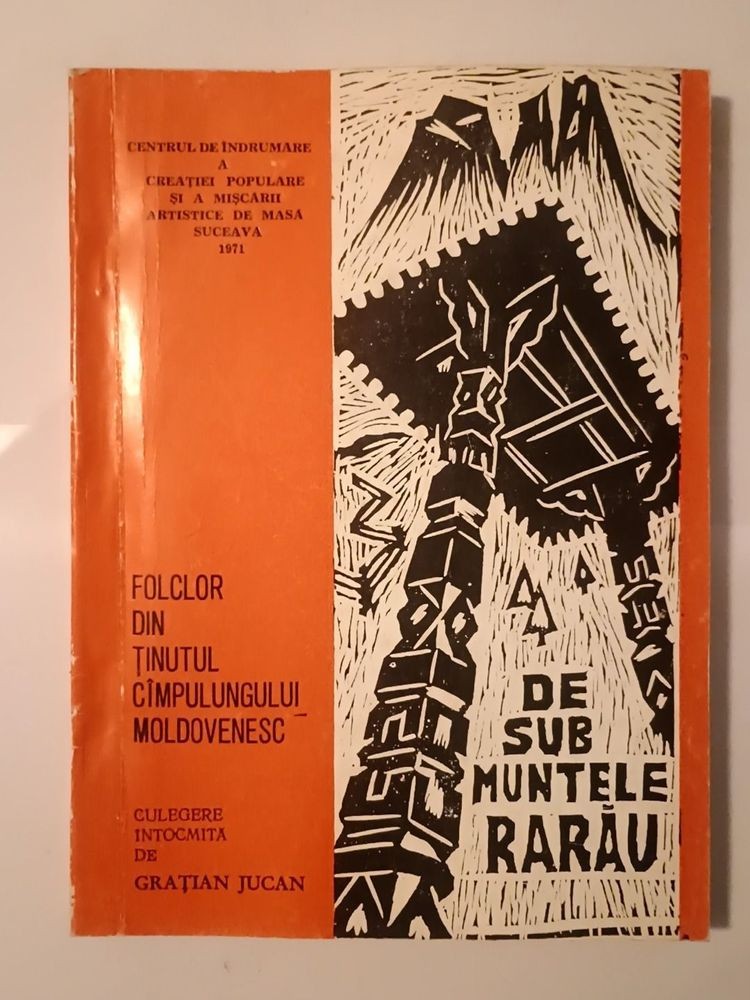 CENTRUL DE ÎNDRUMARE
A
CREAȚIEI POPULARE
ȘI A MIȘCĂRII
ARTISTICE DE MASĂ
SUCEAVA
1971
FOLCLOR
DIN
ȚINUTUL
CÎMPULUNGULUI
MOLDOVENESC
CULEGERE
INTOCMITĂ
DE
GRAȚIAN JUCAN
DE
SUB
MUNTELE
RARĂU